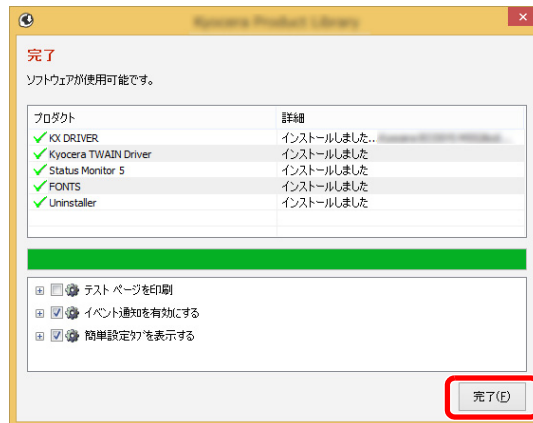 完了
ソフトウェアが使用可能です。
プロダクト 詳細
KX DRIVER インストールしました..
Kyocera TWAIN Driver インストールしました
Status Monitor 5 インストールしました
FONTS インストールしました
Uninstaller インストールしました
テスト ページを印刷
イベント通知を有効にする
簡単設定タブを表示する
完了(F)